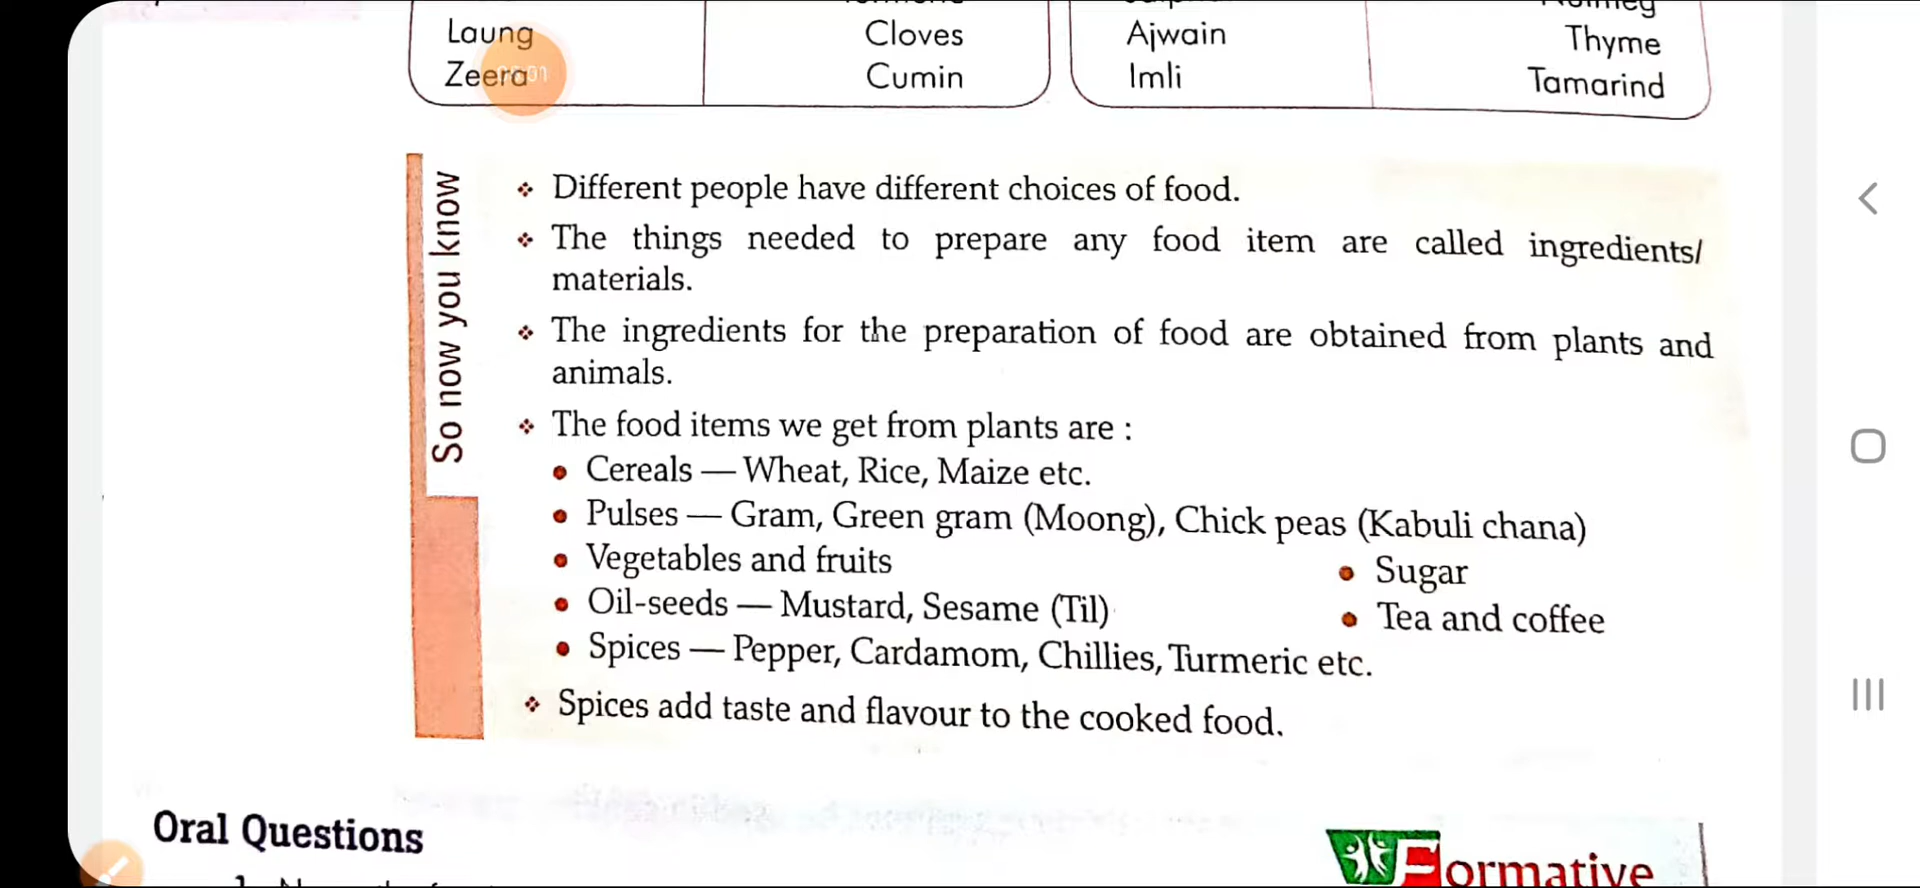 Laung Cloves Ajwain Thyme
Zeera Cumin Imli Tamarind
So now you know
❖ Different people have different choices of food.
❖ The things needed to prepare any food item are called ingredients/
materials.
❖ The ingredients for the preparation of food are obtained from plants and
animals.
❖ The food items we get from plants are :
• Cereals — Wheat, Rice, Maize etc.
• Pulses — Gram, Green gram (Moong), Chick peas (Kabuli chana)
• Vegetables and fruits • Sugar
• Oil-seeds — Mustard, Sesame (Til) • Tea and coffee
• Spices — Pepper, Cardamom, Chillies, Turmeric etc.
❖ Spices add taste and flavour to the cooked food.
Oral Questions
Formative